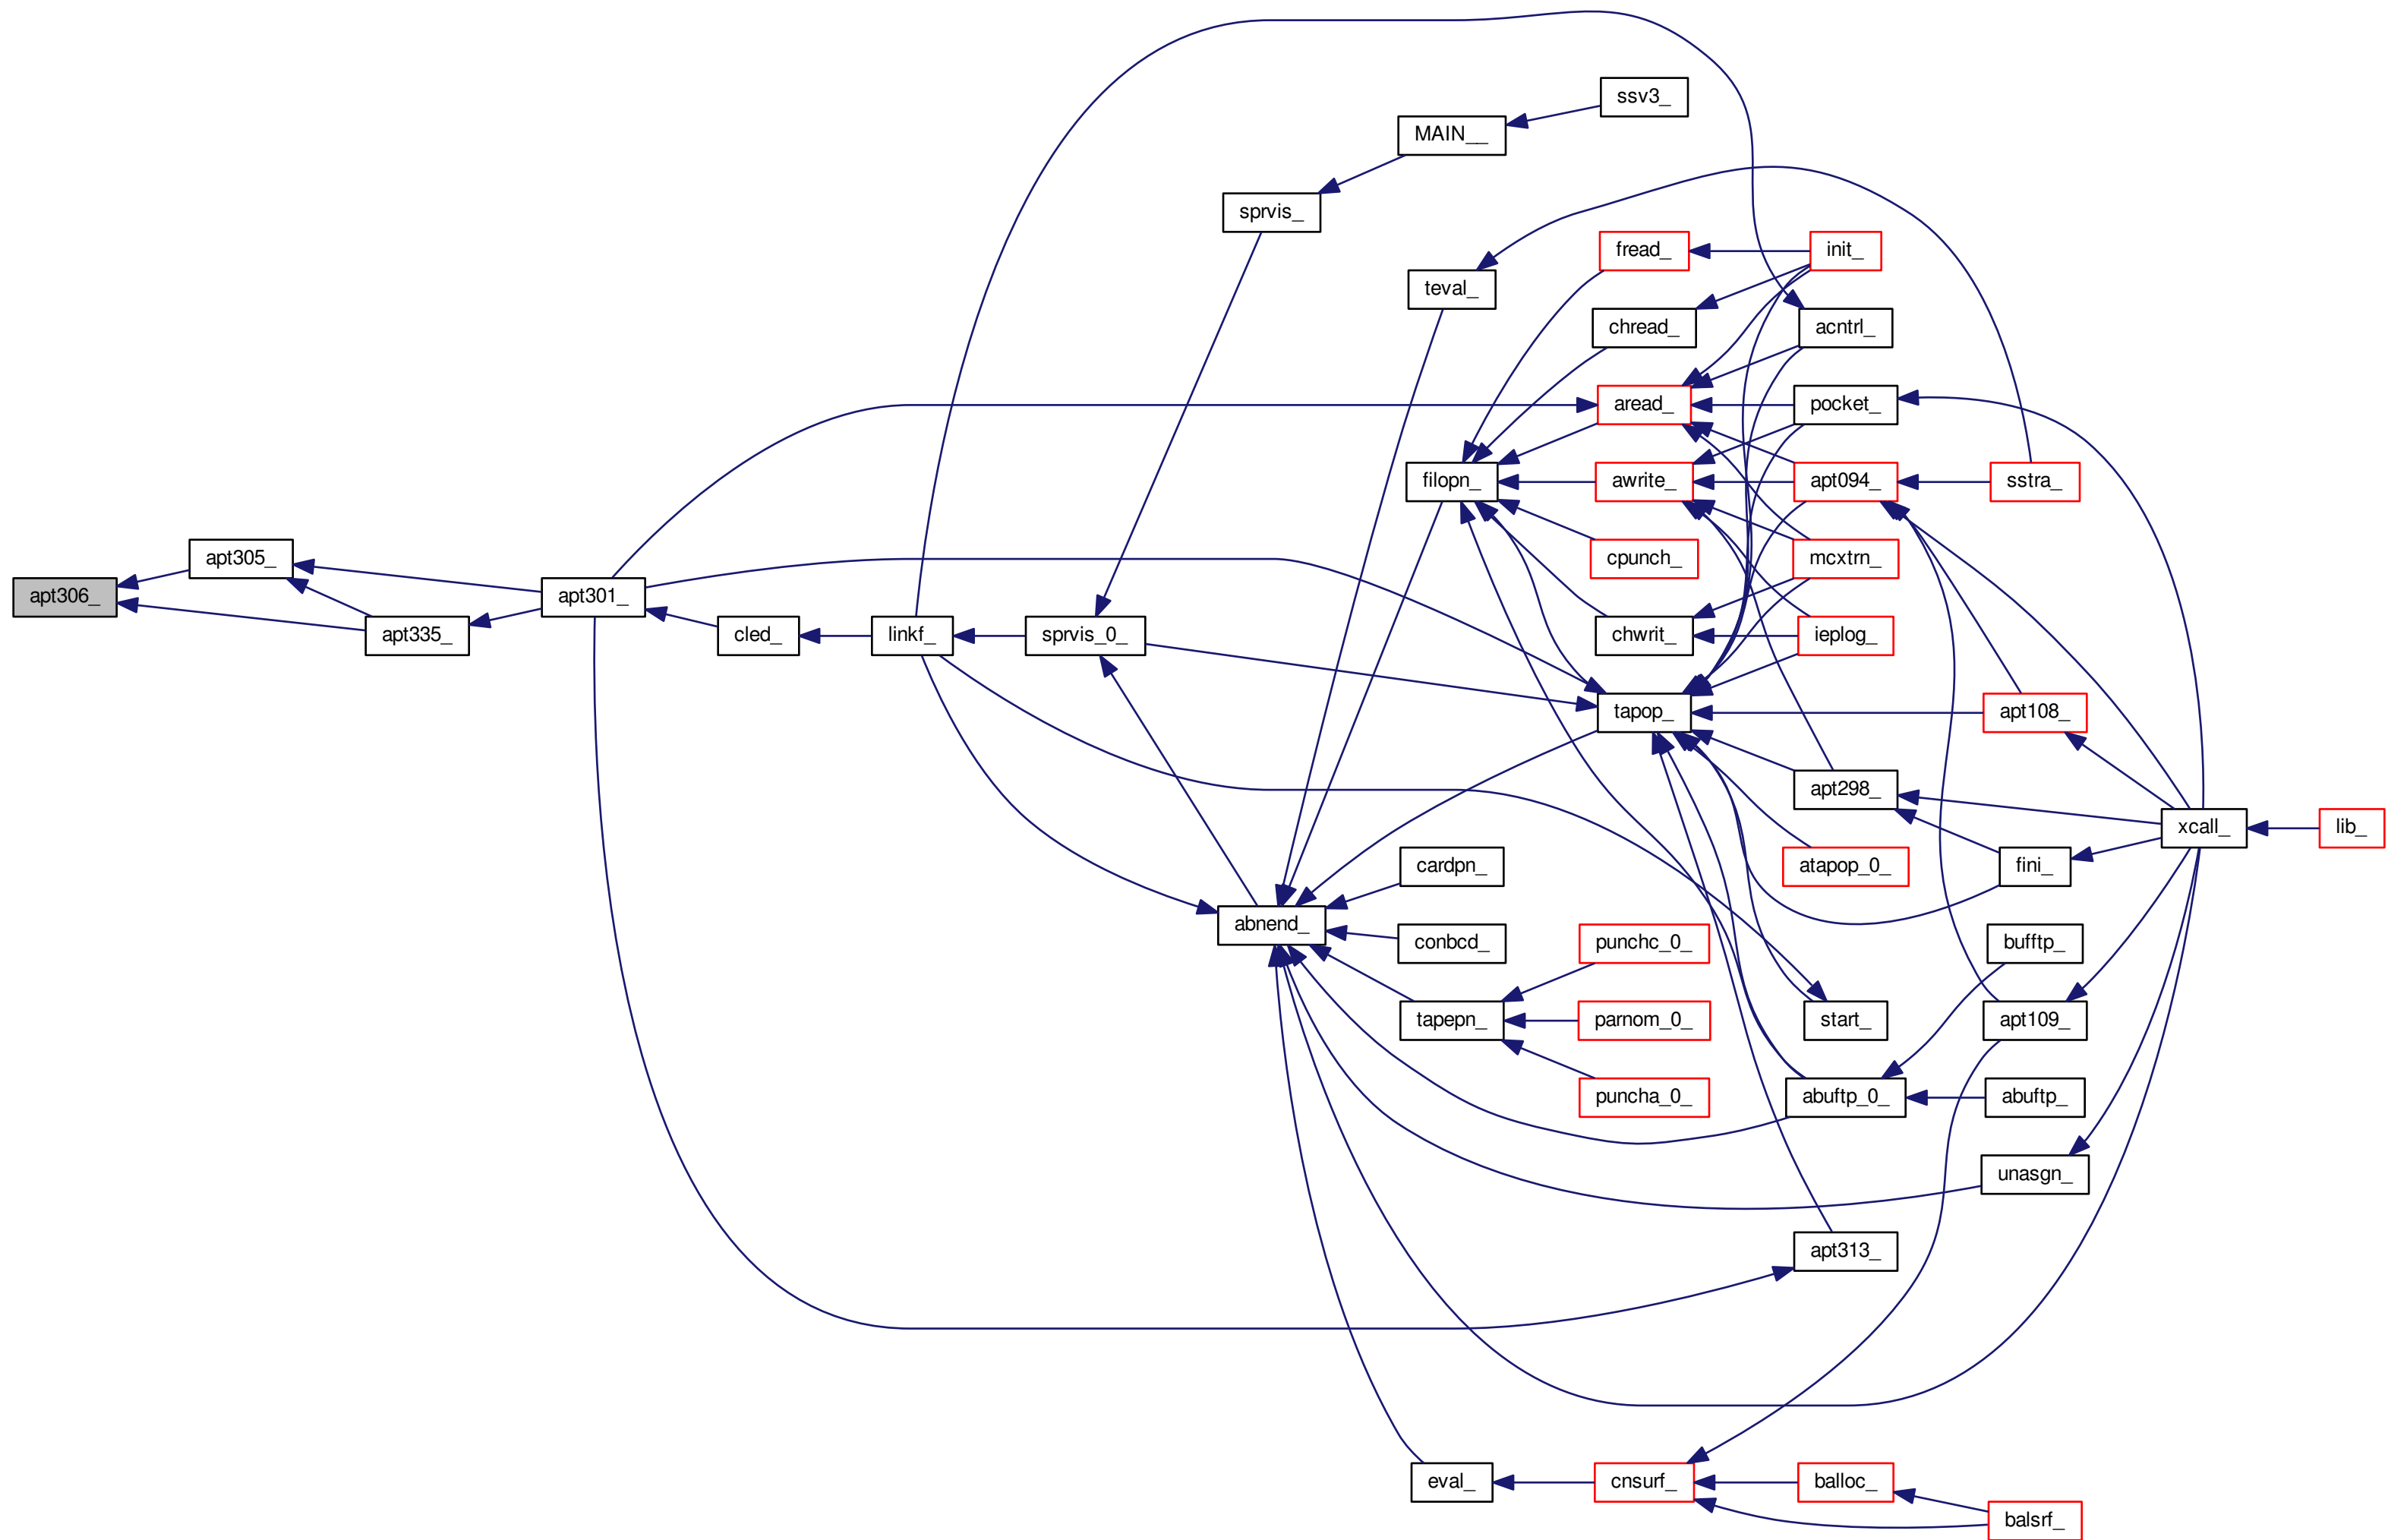 ssv3_
MAIN__
sprvis_
fread_
init_
teval_
chread_
acntrl_
aread_
pocket_
filopn_
awrite_
apt094_
sstra_
apt305_
cpunch_
mcxtrn_
apt306_
apt301_
apt335_
cled_
linkf_
sprvis_0_
chwrit_
ieplog_
tapop_
apt108_
apt298_
xcall_
lib_
cardpn_
atapop_0_
fini_
abnend_
conbcd_
punchc_0_
bufftp_
tapepn_
parnom_0_
start_
apt109_
puncha_0_
abuftp_0_
abuftp_
unasgn_
apt313_
eval_
cnsurf_
balloc_
balsrf_